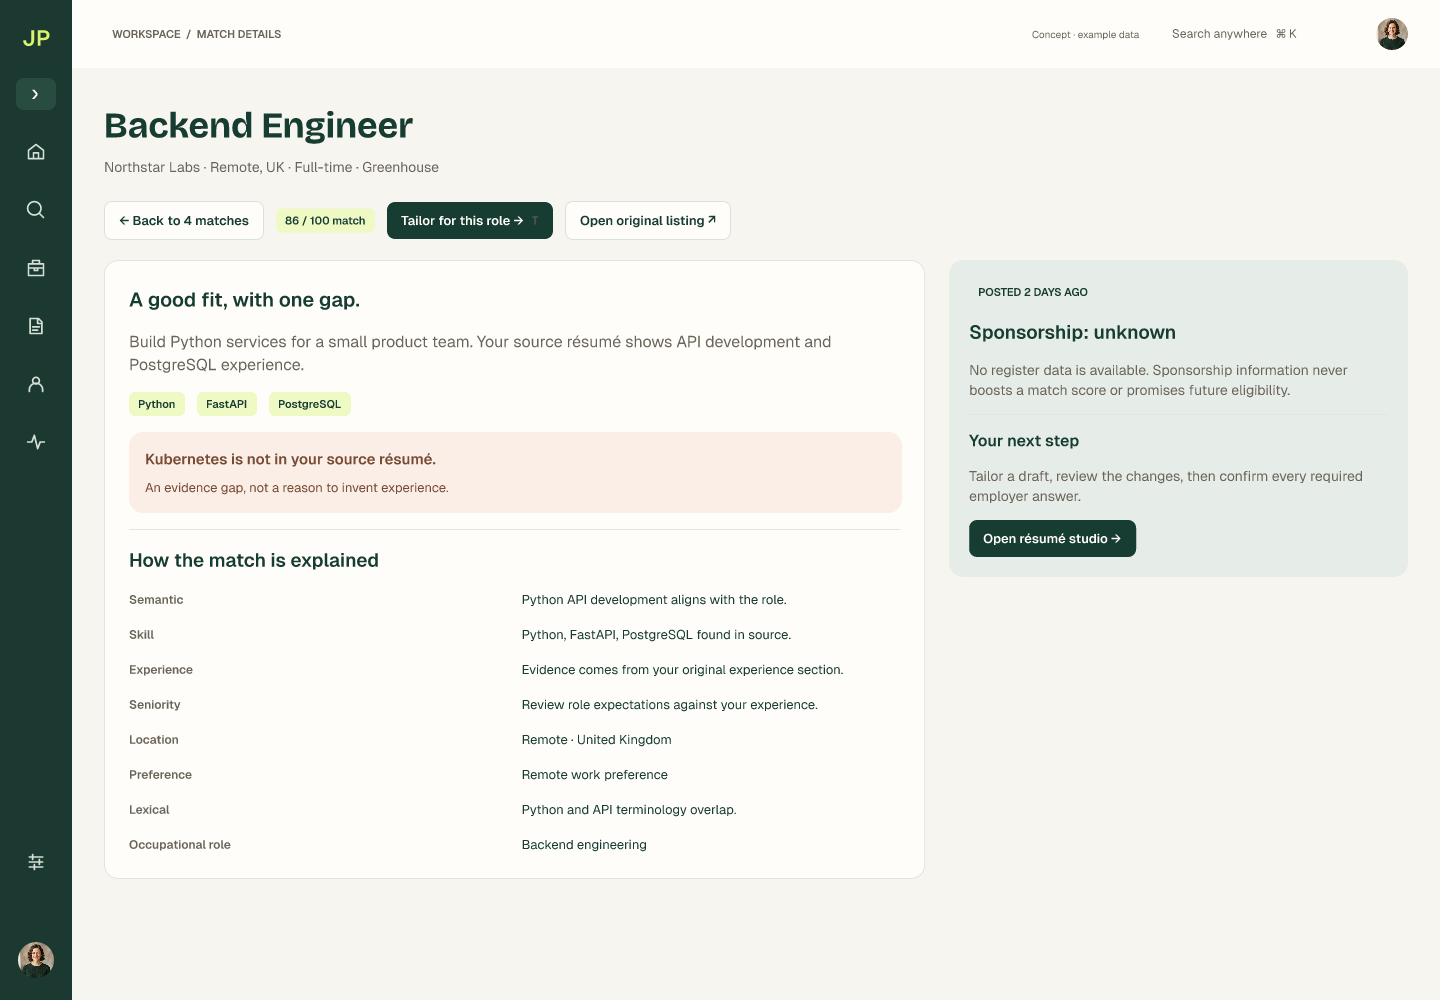 JP
WORKSPACE / MATCH DETAILS
Concept · example data
Search anywhere ⌘ K
Backend Engineer
Northstar Labs · Remote, UK · Full-time · Greenhouse
← Back to 4 matches
86 / 100 match
Tailor for this role → T
Open original listing ↗
A good fit, with one gap.
Build Python services for a small product team. Your source résumé shows API development and
PostgreSQL experience.
Python
FastAPI
PostgreSQL
Kubernetes is not in your source résumé.
An evidence gap, not a reason to invent experience.
How the match is explained
Semantic Python API development aligns with the role.
Skill Python, FastAPI, PostgreSQL found in source.
Experience Evidence comes from your original experience section.
Seniority Review role expectations against your experience.
Location Remote · United Kingdom
Preference Remote work preference
Lexical Python and API terminology overlap.
Occupational role Backend engineering
POSTED 2 DAYS AGO
Sponsorship: unknown
No register data is available. Sponsorship information never
boosts a match score or promises future eligibility.
Your next step
Tailor a draft, review the changes, then confirm every required
employer answer.
Open résumé studio →